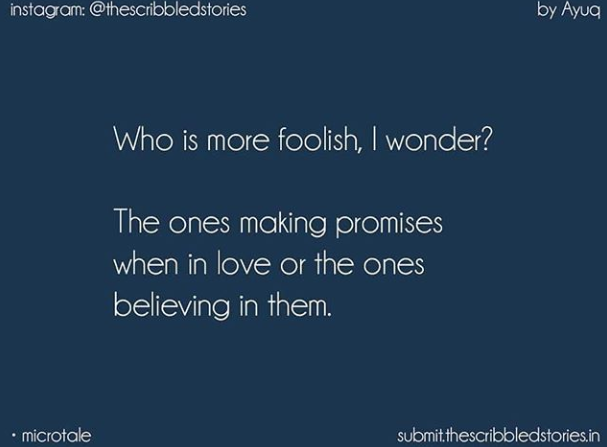 instagram: @thescribbledstories
by Ayuq
Who is more foolish, I wonder?
The ones making promises
when in love or the ones
believing in them.
• microtale
submit.thescribbledstories.in